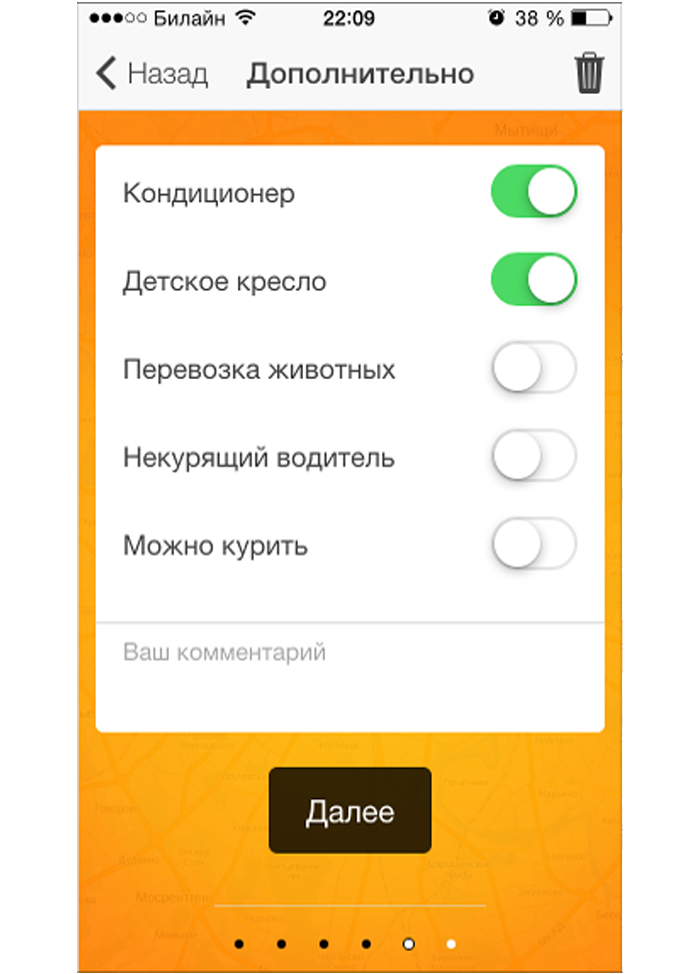 Билайн 22:09 38 %
Назад Дополнительно
Мытищи
Кондиционер
Детское кресло
Перевозка животных
Некурящий водитель
Можно курить
Ваш комментарий
Далее
Мосрентген